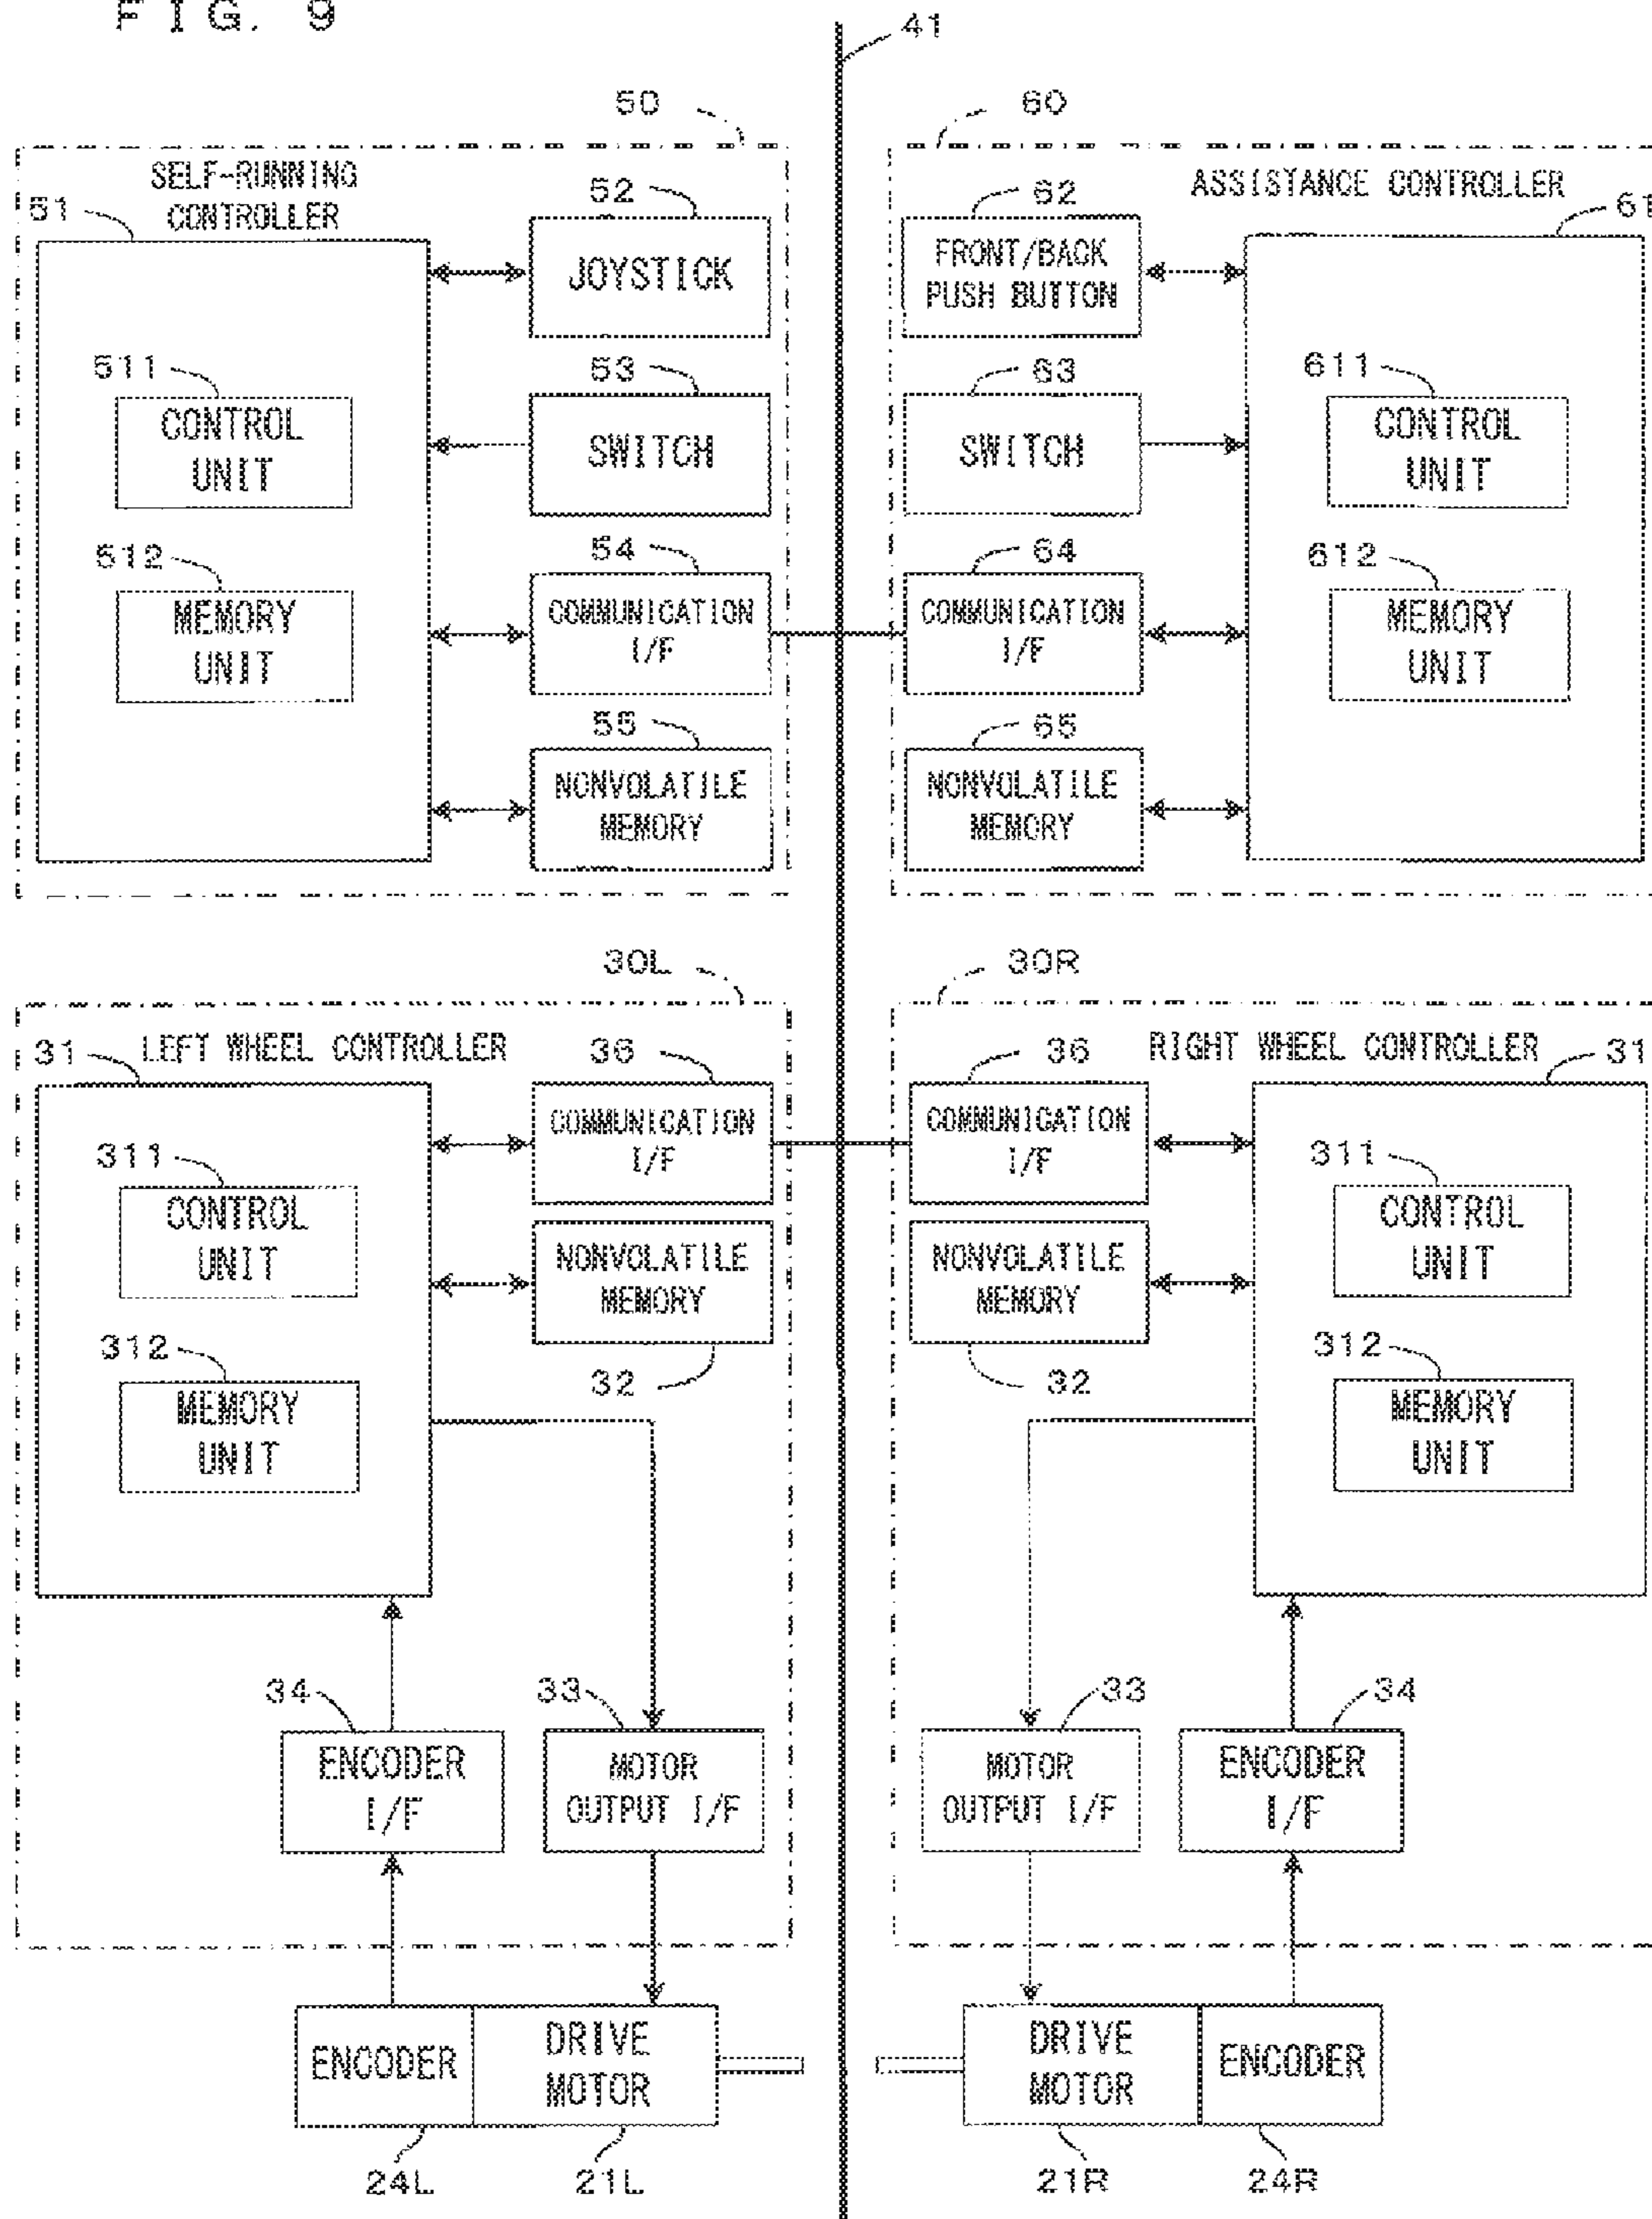 FIG. 9
41
50
60
SELF-RUNNING
CONTROLLER
51
52
JOYSTICK
62
FRONT/BACK
PUSH BUTTON
ASSISTANCE CONTROLLER
61
511
CONTROL
UNIT
53
SWITCH
63
SWITCH
611
CONTROL
UNIT
512
MEMORY
UNIT
54
COMMUNICATION
I/F
64
COMMUNICATION
I/F
612
MEMORY
UNIT
55
NONVOLATILE
MEMORY
65
NONVOLATILE
MEMORY
30L
30R
31
LEFT WHEEL CONTROLLER
36
COMMUNICATION
I/F
36
COMMUNICATION
I/F
RIGHT WHEEL CONTROLLER
31
311
CONTROL
UNIT
NONVOLATILE
MEMORY
32
NONVOLATILE
MEMORY
32
311
CONTROL
UNIT
312
MEMORY
UNIT
312
MEMORY
UNIT
34
ENCODER
I/F
33
MOTOR
OUTPUT I/F
33
MOTOR
OUTPUT I/F
34
ENCODER
I/F
ENCODER
DRIVE
MOTOR
DRIVE
MOTOR
ENCODER
24L
21L
21R
24R